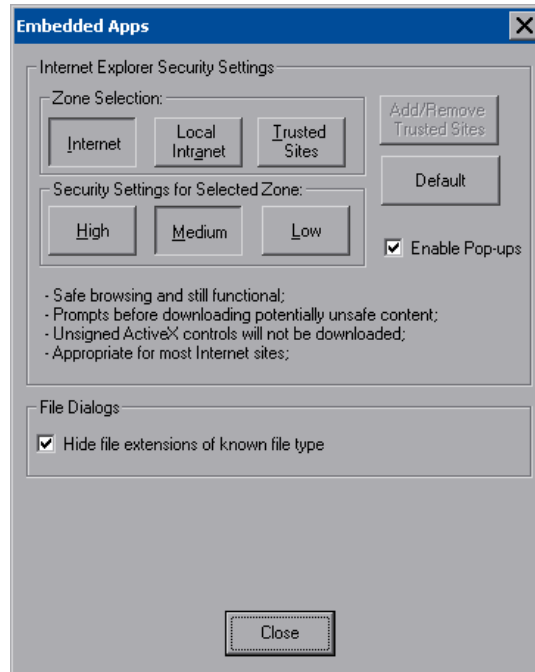 Embedded Apps
Internet Explorer Security Settings
Zone Selection:
Internet
Local
Intranet
Trusted
Sites
Add/Remove
Trusted Sites
Default
Security Settings for Selected Zone:
High
Medium
Low
Enable Pop-ups
- Safe browsing and still functional;
- Prompts before downloading potentially unsafe content;
- Unsigned ActiveX controls will not be downloaded;
- Appropriate for most Internet sites;
File Dialogs
Hide file extensions of known file type
Close